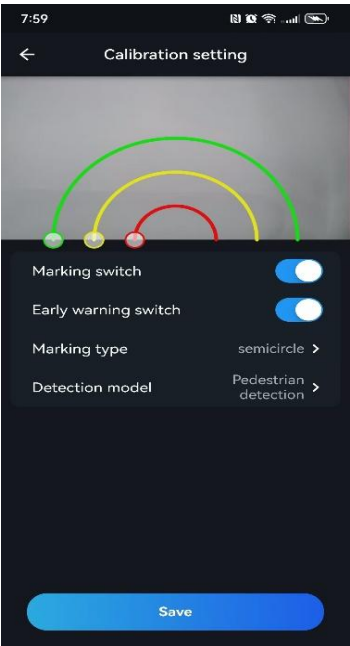 7:59
Calibration setting
Marking switch
Early warning switch
Marking type
semicircle
Detection model
Pedestrian
detection
Save